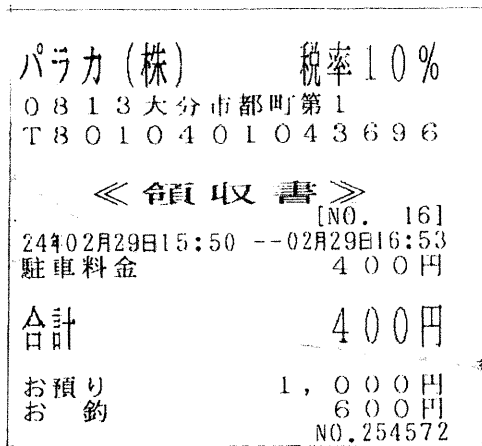 パラカ(株) 税率10%
0813大分市都町第1
T8010401043696
≪領収書≫
[NO. 16]
24年02月29日15:50 --02月29日16:53
駐車料金 400円
合計 400円
お預り 1,000円
お釣 600円
NO.254572